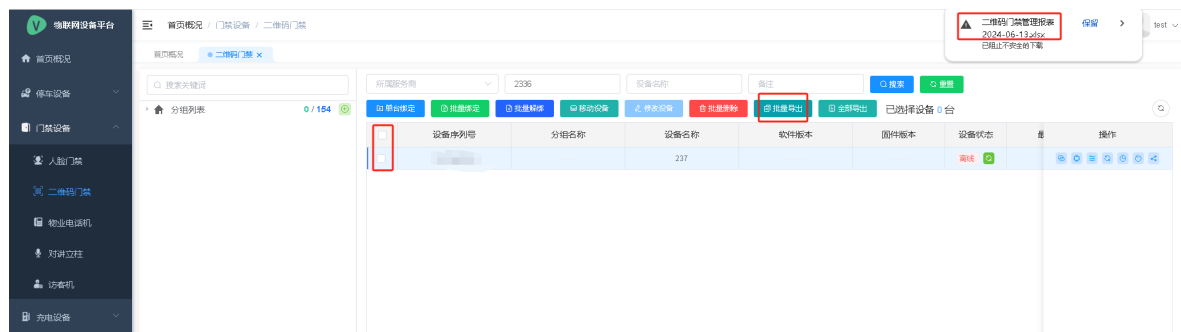 物联网设备平台
首页概况 / 门禁设备 / 二维码门禁
二维码门禁管理报表
2024-06-13.xlsx
已阻止不安全的下载
保留
test
首页概况
二维码门禁 ×
首页概况
停车设备
门禁设备
人脸门禁
二维码门禁
物业电话机
对讲立柱
访客机
充电设备
搜索关键词
分组列表 0 / 154
所属服务商 2336 设备名称 备注 搜索 重置
单台绑定 批量绑定 批量解绑 移动设备 修改设备 批量删除 批量导出 全部导出 已选择设备 0 台
设备序列号 分组名称 设备名称 软件版本 固件版本 设备状态 操作
237 离线